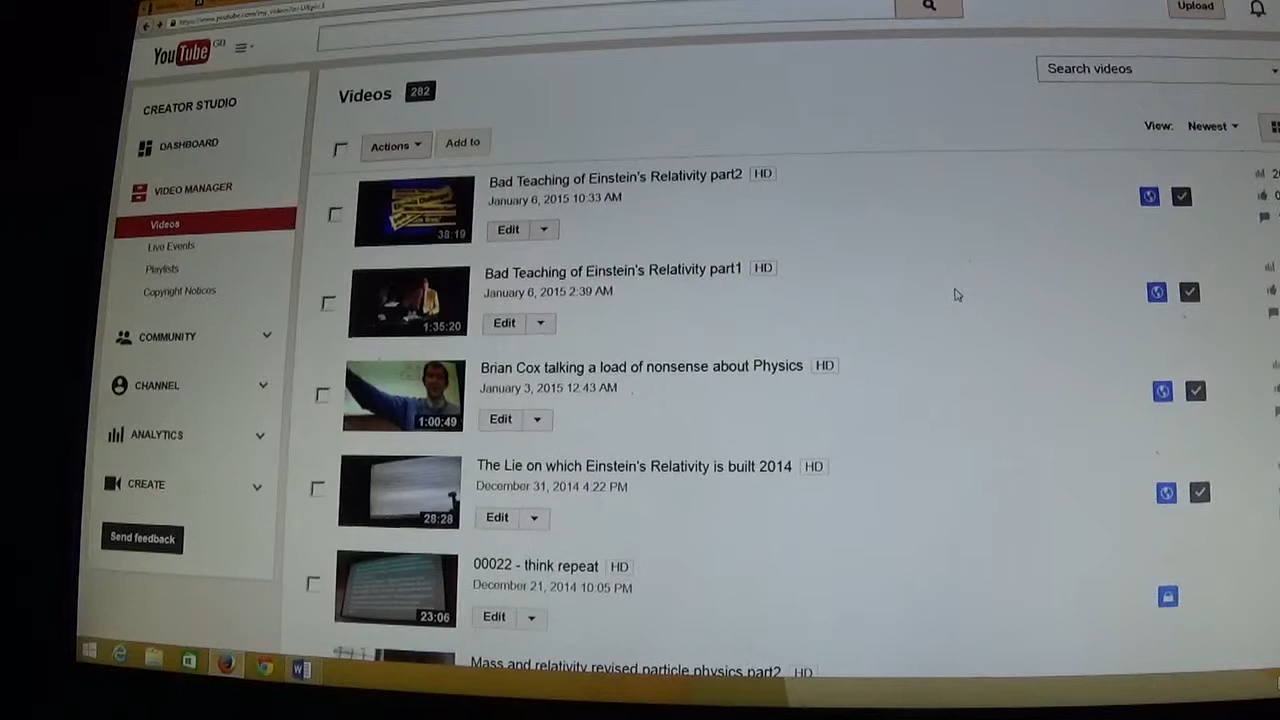 YouTube GB
Upload
Search videos
CREATOR STUDIO
DASHBOARD
VIDEO MANAGER
Videos
Live Events
Playlists
Copyright Notices
COMMUNITY
CHANNEL
ANALYTICS
CREATE
Send feedback
Videos 282
View: Newest
Actions
Add to
Bad Teaching of Einstein's Relativity part2 HD
January 6, 2015 10:33 AM
38:19
Edit
Bad Teaching of Einstein's Relativity part1 HD
January 6, 2015 2:39 AM
1:35:20
Edit
Brian Cox talking a load of nonsense about Physics HD
January 3, 2015 12:43 AM
1:00:49
Edit
The Lie on which Einstein's Relativity is built 2014 HD
December 31, 2014 4:22 PM
28:28
Edit
00022 - think repeat HD
December 21, 2014 10:05 PM
23:06
Edit
Mass and relativity revised particle physics part2 HD